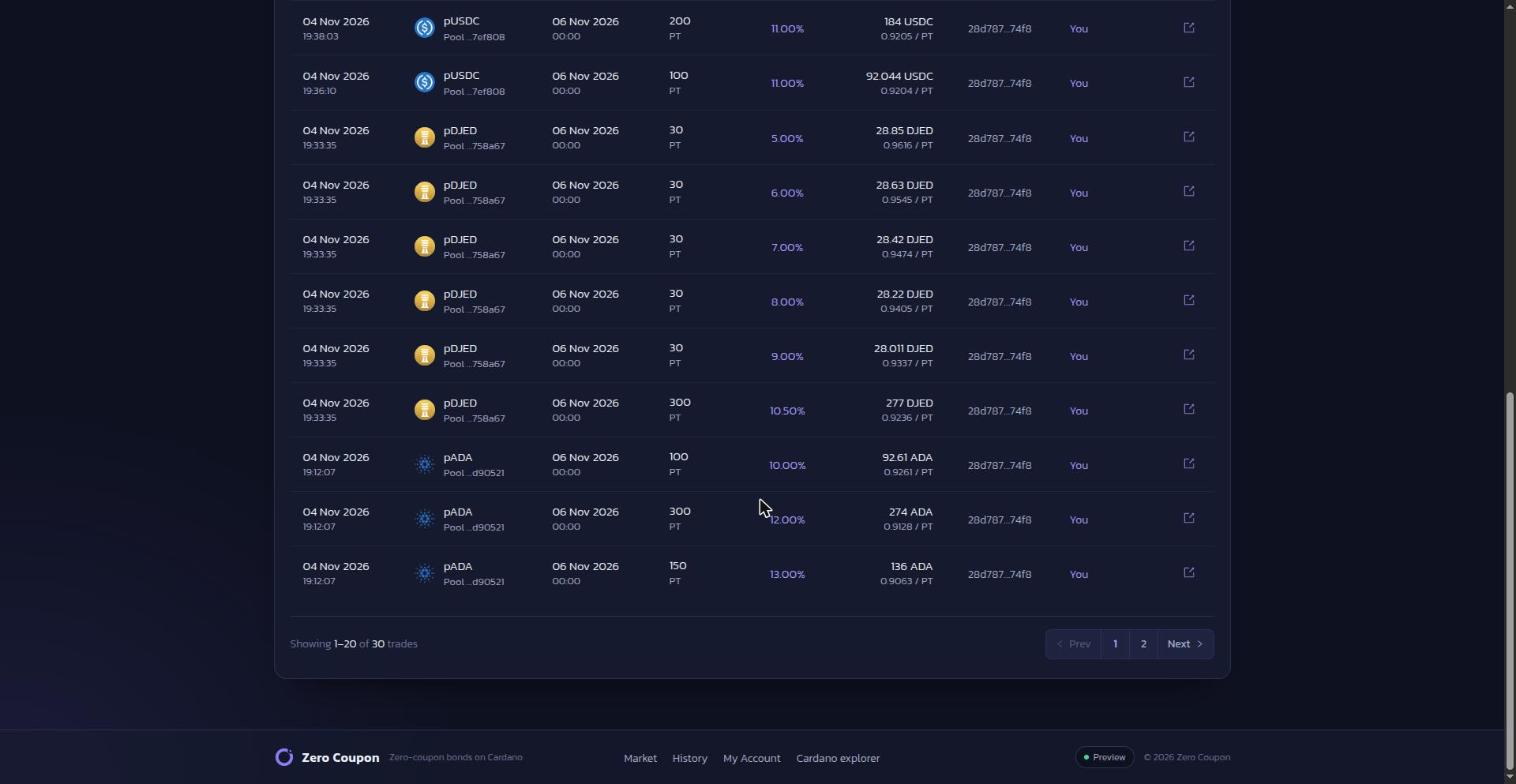 04 Nov 2026 pUSDC 06 Nov 2026 200 11.00% 184 USDC 28d787...74f8 You
19:38:03 Pool ...7ef808 00:00 PT 0.9205 / PT
04 Nov 2026 pUSDC 06 Nov 2026 100 11.00% 92.044 USDC 28d787...74f8 You
19:36:10 Pool ...7ef808 00:00 PT 0.9204 / PT
04 Nov 2026 pDJED 06 Nov 2026 30 5.00% 28.85 DJED 28d787...74f8 You
19:33:35 Pool ...758a67 00:00 PT 0.9616 / PT
04 Nov 2026 pDJED 06 Nov 2026 30 6.00% 28.63 DJED 28d787...74f8 You
19:33:35 Pool ...758a67 00:00 PT 0.9545 / PT
04 Nov 2026 pDJED 06 Nov 2026 30 7.00% 28.42 DJED 28d787...74f8 You
19:33:35 Pool ...758a67 00:00 PT 0.9474 / PT
04 Nov 2026 pDJED 06 Nov 2026 30 8.00% 28.22 DJED 28d787...74f8 You
19:33:35 Pool ...758a67 00:00 PT 0.9405 / PT
04 Nov 2026 pDJED 06 Nov 2026 30 9.00% 28.011 DJED 28d787...74f8 You
19:33:35 Pool ...758a67 00:00 PT 0.9337 / PT
04 Nov 2026 pDJED 06 Nov 2026 300 10.50% 277 DJED 28d787...74f8 You
19:33:35 Pool ...758a67 00:00 PT 0.9236 / PT
04 Nov 2026 pADA 06 Nov 2026 100 10.00% 92.61 ADA 28d787...74f8 You
19:12:07 Pool ...d90521 00:00 PT 0.9261 / PT
04 Nov 2026 pADA 06 Nov 2026 300 12.00% 274 ADA 28d787...74f8 You
19:12:07 Pool ...d90521 00:00 PT 0.9128 / PT
04 Nov 2026 pADA 06 Nov 2026 150 13.00% 136 ADA 28d787...74f8 You
19:12:07 Pool ...d90521 00:00 PT 0.9063 / PT
Showing 1–20 of 30 trades < Prev 1 2 Next >
Zero Coupon Zero-coupon bonds on Cardano Market History My Account Cardano explorer Preview © 2026 Zero Coupon